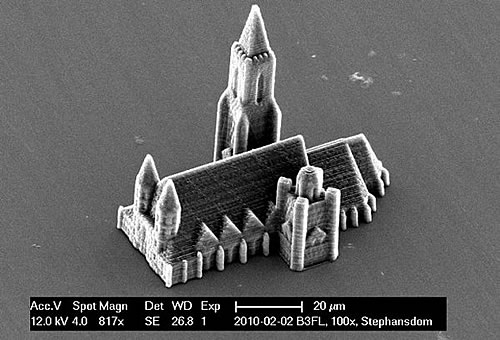 Acc.V Spot Magn Det WD Exp 20 µm
12.0 kV 4.0 817x SE 26.8 1 2010-02-02 B3FL, 100x, Stephansdom